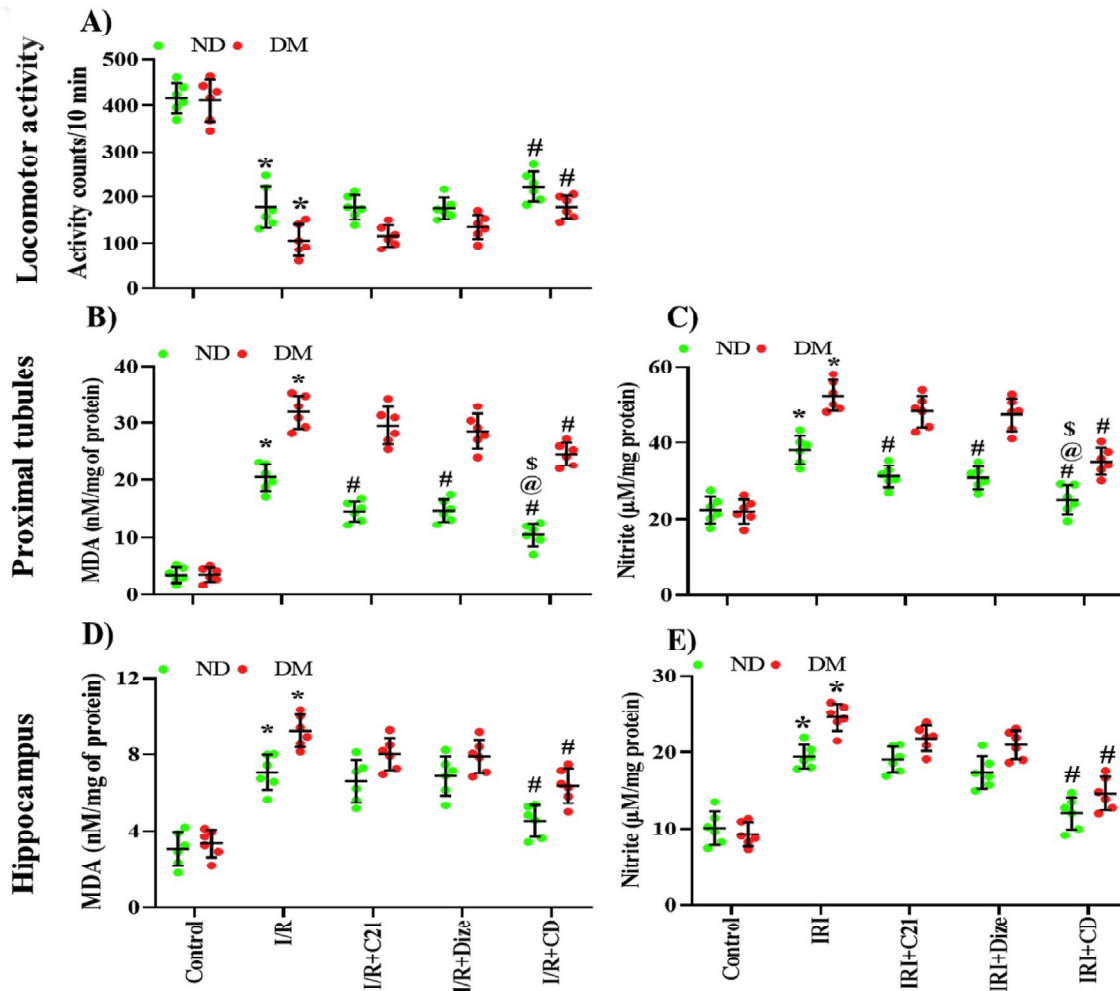 A)
ND DM
Locomotor activity
Activity counts/10 min
500
400
300
200
100
0
* * # #
B)
ND DM
Proximal tubules
MDA (nM/mgof protein)
40
30
20
10
0
* * # # $ @ # #
C)
ND DM
Nitrite (µM/mg protein)
60
40
20
0
* * # # $ @ # #
D)
ND DM
Hippocampus
MDA (nM/mg of protein)
12
8
4
0
* * # #
Control
I/R
I/R+C21
I/R+Dize
I/R+CD
E)
ND DM
Nitrite (µM/mg protein)
30
20
10
0
* * # #
Control
IRI
IRI+C21
IRI+Dize
IRI+CD